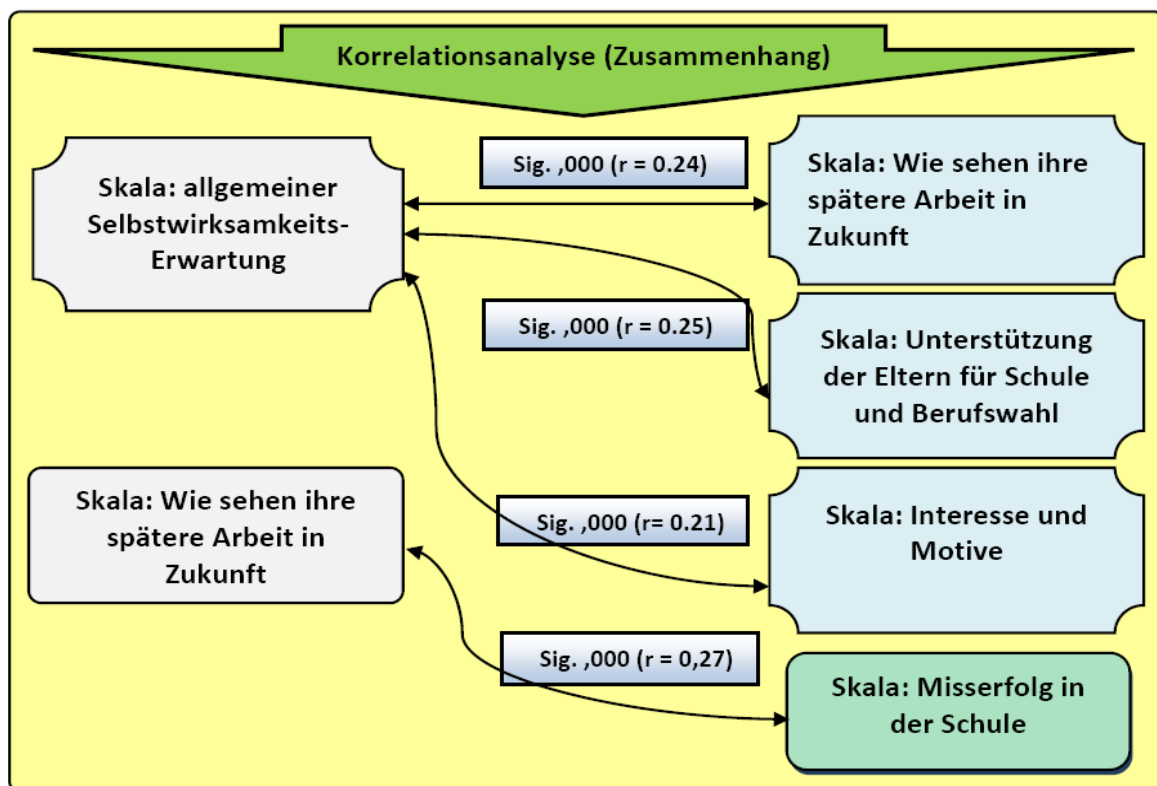 Korrelationsanalyse (Zusammenhang)
Skala: allgemeiner
Selbstwirksamkeits-
Erwartung
Sig. ,000 (r = 0.24)
Skala: Wie sehen ihre
spätere Arbeit in
Zukunft
Sig. ,000 (r = 0.25)
Skala: Unterstützung
der Eltern für Schule
und Berufswahl
Skala: Wie sehen ihre
spätere Arbeit in
Zukunft
Sig. ,000 (r= 0.21)
Skala: Interesse und
Motive
Sig. ,000 (r = 0,27)
Skala: Misserfolg in
der Schule